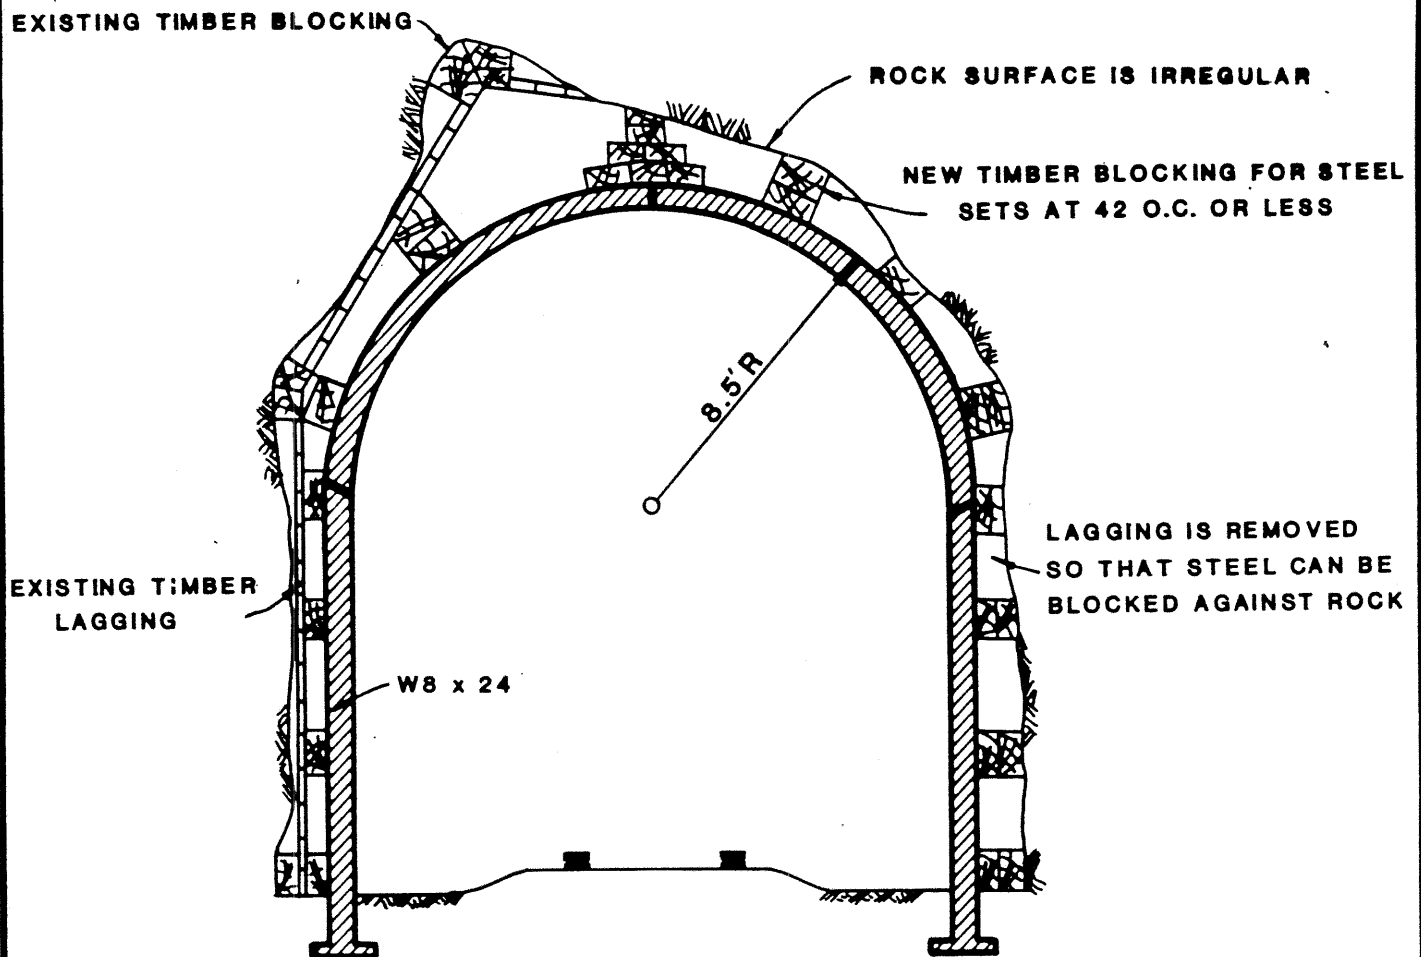 EXISTING TIMBER BLOCKING
ROCK SURFACE IS IRREGULAR
NEW TIMBER BLOCKING FOR STEEL
SETS AT 42 O.C. OR LESS
8.5' R
LAGGING IS REMOVED
SO THAT STEEL CAN BE
BLOCKED AGAINST ROCK
EXISTING TIMBER
LAGGING
W8 x 24